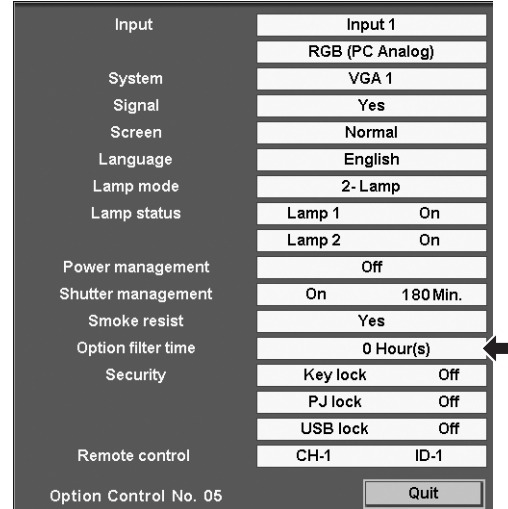 Input Input 1
RGB (PC Analog)
System VGA 1
Signal Yes
Screen Normal
Language English
Lamp mode 2- Lamp
Lamp status Lamp 1 On
Lamp 2 On
Power management Off
Shutter management On 180 Min.
Smoke resist Yes
Option filter time 0 Hour(s)
Security Key lock Off
PJ lock Off
USB lock Off
Remote control CH-1 ID-1
Option Control No. 05 Quit